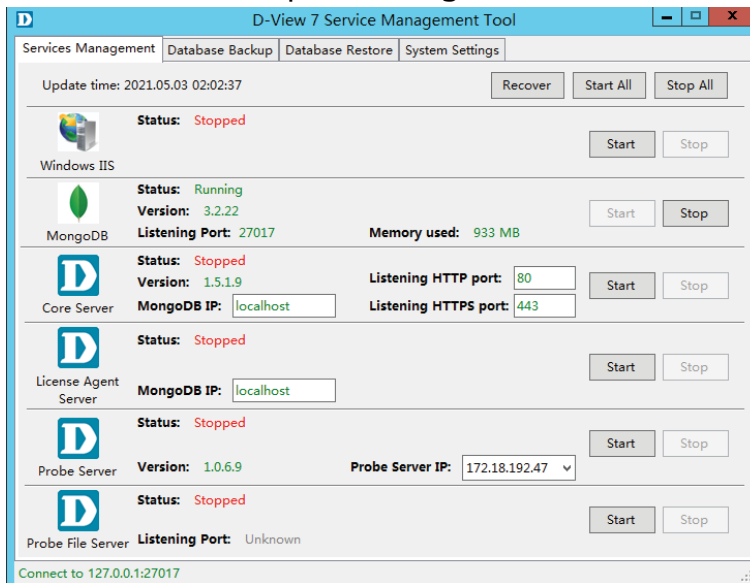 D-View 7 Service Management Tool
Services Management Database Backup Database Restore System Settings
Update time: 2021.05.03 02:02:37 Recover Start All Stop All
Status: Stopped
Windows IIS Start Stop
Status: Running
Version: 3.2.22
MongoDB Listening Port: 27017 Memory used: 933 MB Start Stop
Status: Stopped
Version: 1.5.1.9 Listening HTTP port: 80 Start Stop
Core Server MongoDB IP: localhost Listening HTTPS port: 443
Status: Stopped
Start Stop
License Agent
Server MongoDB IP: localhost
Status: Stopped
Start Stop
Probe Server Version: 1.0.6.9 Probe Server IP: 172.18.192.47
Status: Stopped
Start Stop
Probe File Server Listening Port: Unknown
Connect to 127.0.0.1:27017